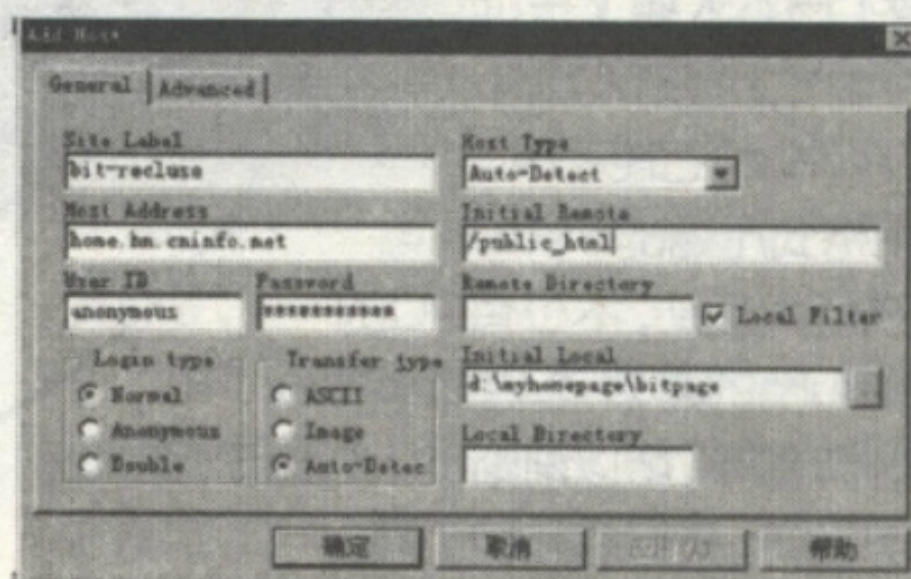 Add Host
General Advanced
Site Label
bit-recluse
Host Address
home.hn.cninfo.net
User ID Password
anonymous ***********
Login type
Normal
Anonymous
Double
Transfer type
ASCII
Image
Auto-Detec
Host Type
Auto-Detect
Initial Remote
/public_html
Remote Directory
Local Filter
Initial Local
d:\myhomepage\bitpage
Local Directory
确定 取消 帮助